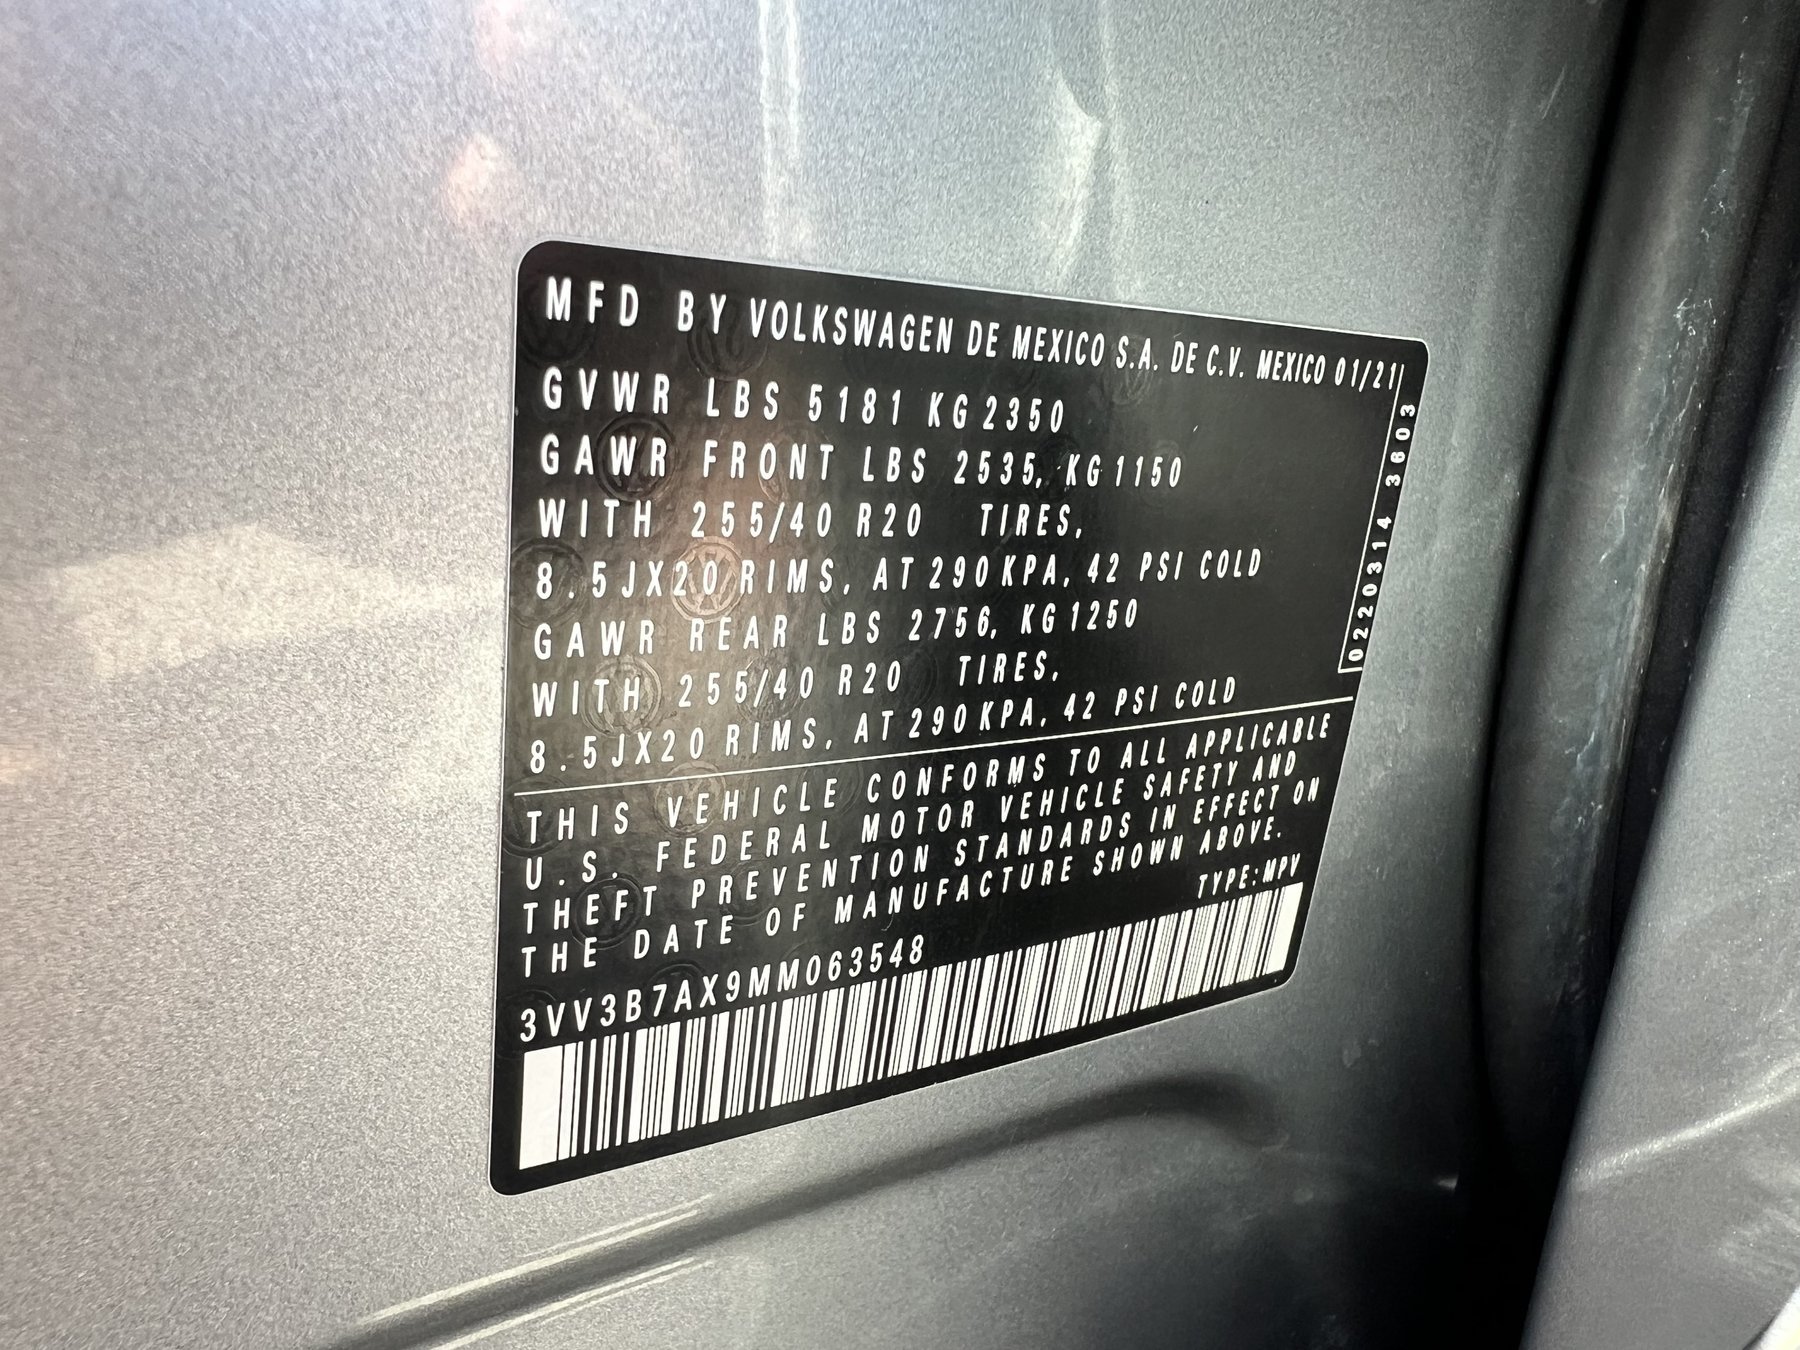 MFD BY VOLKSWAGEN DE MEXICO S.A. DE C.V. MEXICO 01/21
GVWR LBS 5181 KG 2350
GAWR FRONT LBS 2535, KG 1150
WITH 255/40 R20 TIRES,
8.5JX20 RIMS, AT 290 KPA, 42 PSI COLD
GAWR REAR LBS 2756, KG 1250
WITH 255/40 R20 TIRES,
8.5JX20 RIMS, AT 290 KPA, 42 PSI COLD
0220314 3603
THIS VEHICLE CONFORMS TO ALL APPLICABLE
U.S. FEDERAL MOTOR VEHICLE SAFETY AND
THEFT PREVENTION STANDARDS IN EFFECT ON
THE DATE OF MANUFACTURE SHOWN ABOVE.
TYPE:MPV
3VV3B7AX9MM063548